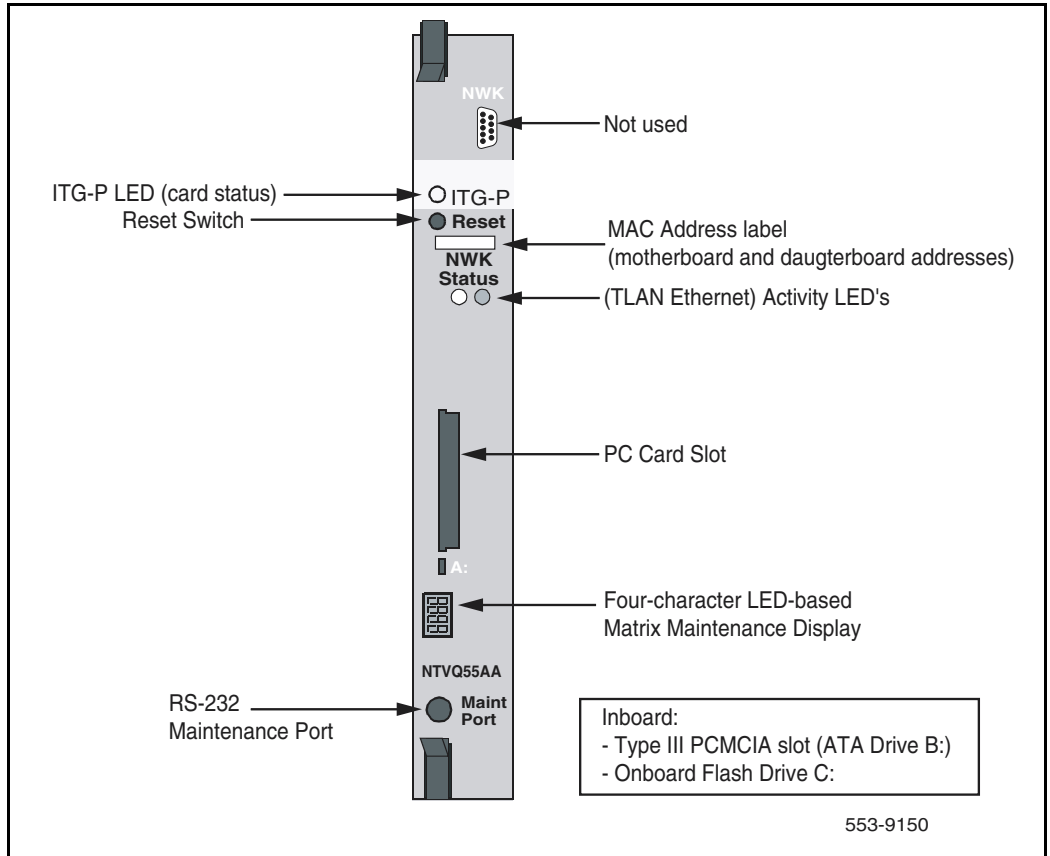 NWK
Not used
ITG-P LED (card status)
ITG-P
Reset Switch
Reset
MAC Address label
(motherboard and daugterboard addresses)
NWK
Status
(TLAN Ethernet) Activity LED's
PC Card Slot
A:
Four-character LED-based
Matrix Maintenance Display
NTVQ55AA
RS-232
Maintenance Port
Maint
Port
Inboard:
- Type III PCMCIA slot (ATA Drive B:)
- Onboard Flash Drive C:
553-9150